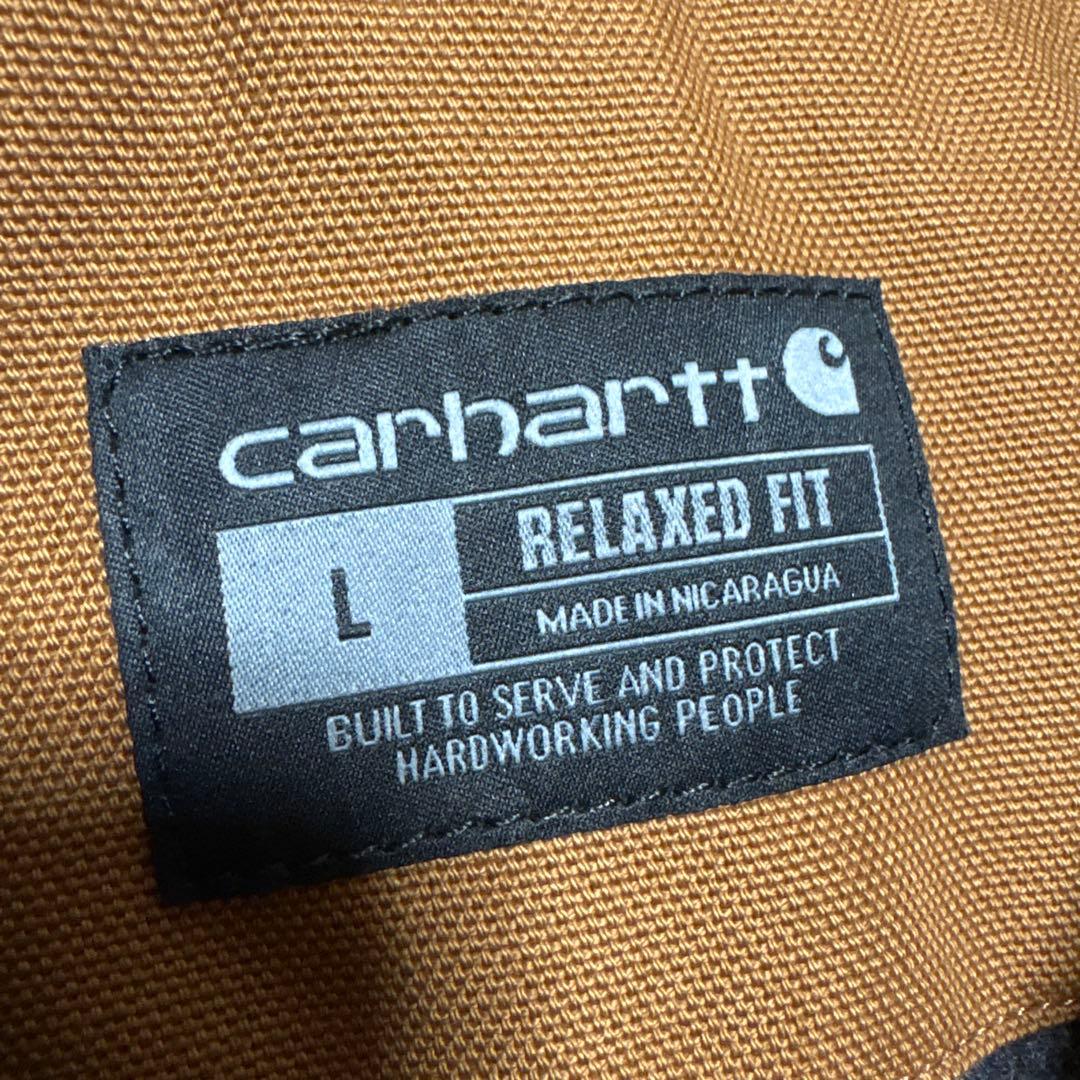 carhartt
L
RELAXED FIT
MADE IN NICARAGUA
BUILT TO SERVE AND PROTECT
HARDWORKING PEOPLE